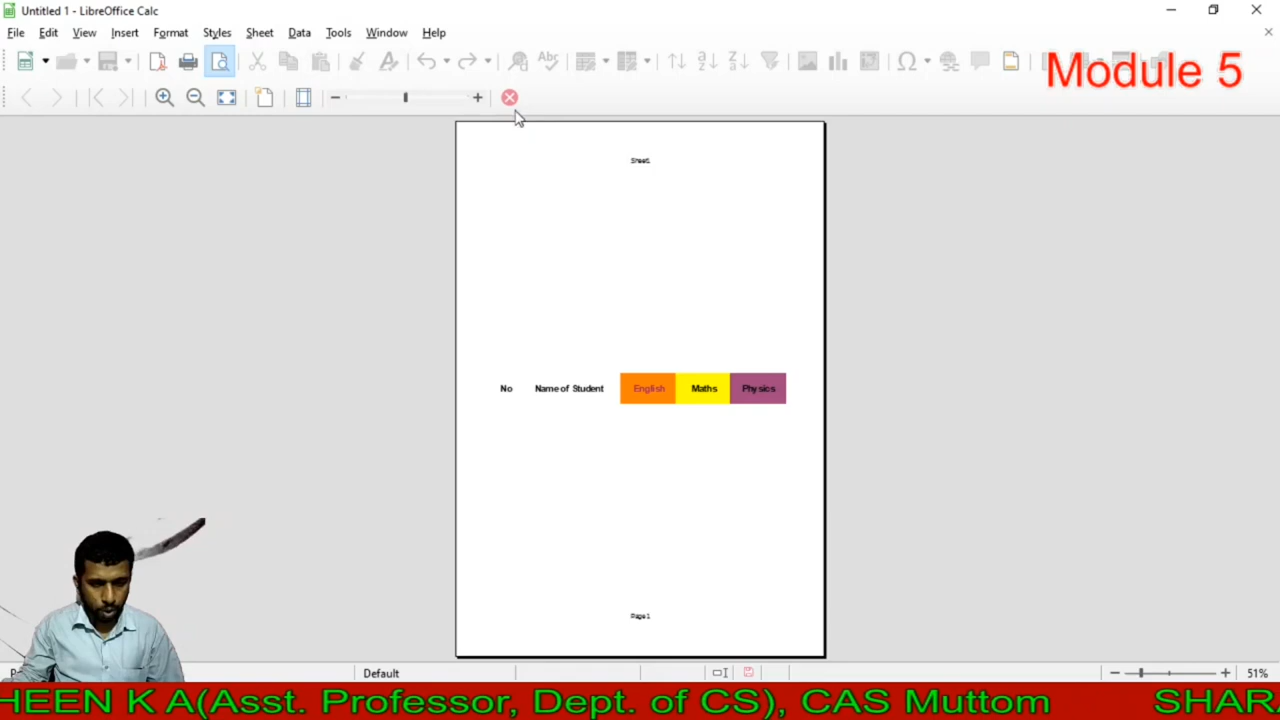 Untitled 1 - LibreOffice Calc
File Edit View Insert Format Styles Sheet Data Tools Window Help
Module 5
Sheet1
No Name of Student English Maths Physics
Page 1
Default
51%
HEEN K A(Asst. Professor, Dept. of CS), CAS Muttom SHAR